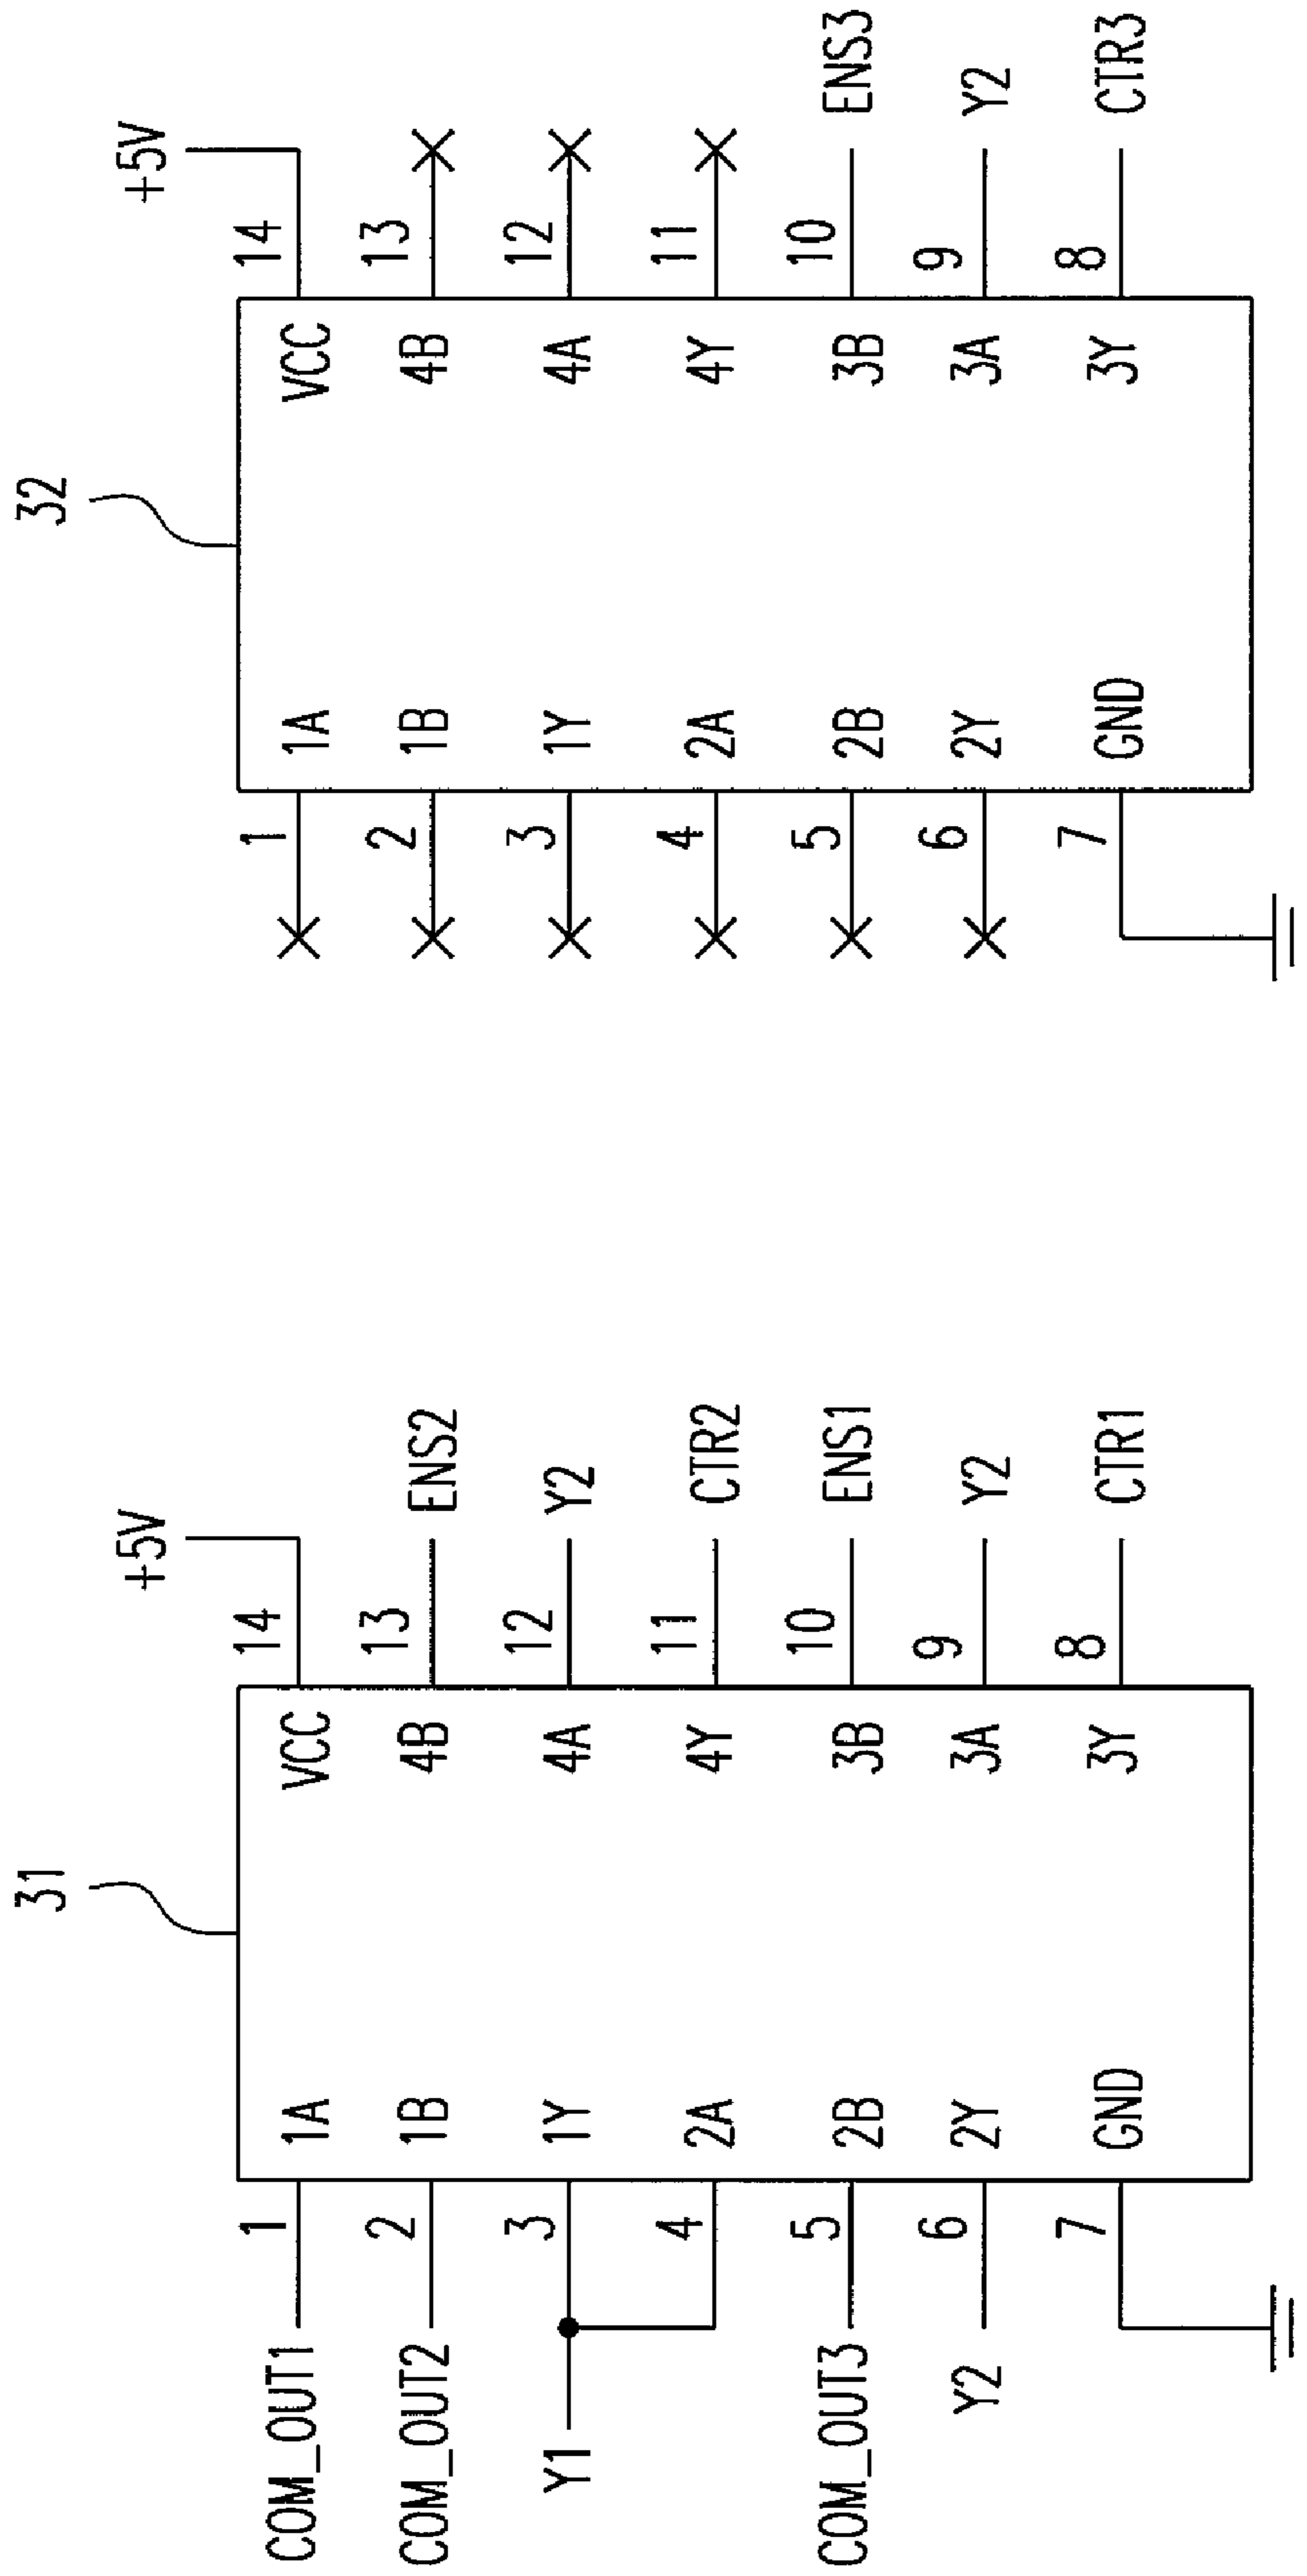 31
+5V
COM_OUT1 1 1A VCC 14
COM_OUT2 2 1B 4B 13 ENS2
Y1 3 1Y 4A 12 Y2
4 2A 4Y 11 CTR2
COM_OUT3 5 2B 3B 10 ENS1
Y2 6 2Y 3A 9 Y2
7 GND 3Y 8 CTR1
32
+5V
1 1A VCC 14
2 1B 4B 13
3 1Y 4A 12
4 2A 4Y 11
5 2B 3B 10 ENS3
6 2Y 3A 9 Y2
7 GND 3Y 8 CTR3